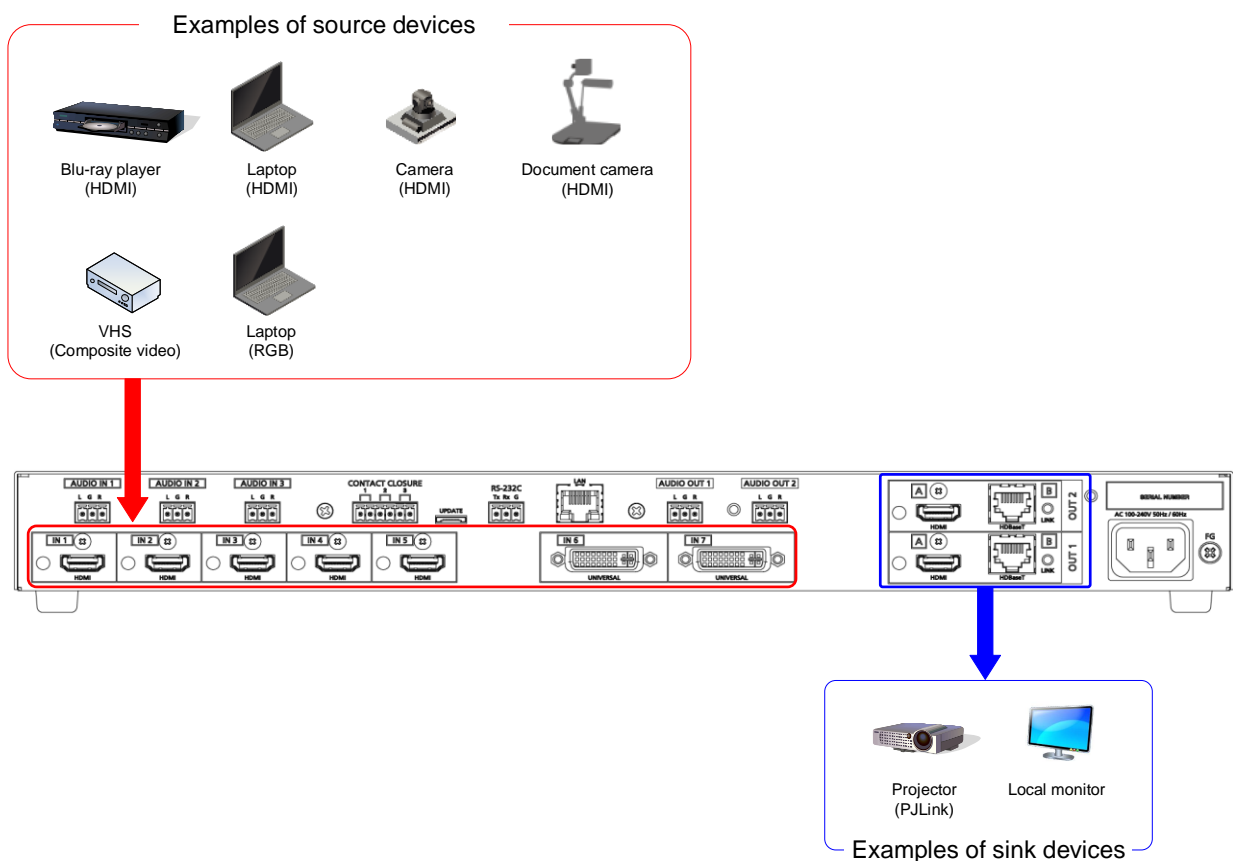 Examples of source devices
Blu-ray player
(HDMI)
Laptop
(HDMI)
Camera
(HDMI)
Document camera
(HDMI)
VHS
(Composite video)
Laptop
(RGB)
AUDIO IN 1
L G R
AUDIO IN 2
L G R
AUDIO IN 3
L G R
CONTACT CLOSURE
1 2 3
UPDATE
RS-232C
Tx Rx G
LAN
AUDIO OUT 1
L G R
AUDIO OUT 2
L G R
A
HDMI
HDBaseT
B
LINK
OUT 2
SERIAL NUMBER
AC 100-240V 50Hz / 60Hz
FG
IN 1
HDMI
IN 2
HDMI
IN 3
HDMI
IN 4
HDMI
IN 5
HDMI
IN 6
UNIVERSAL
IN 7
UNIVERSAL
A
HDMI
HDBaseT
B
LINK
OUT 1
Projector
(PJLink)
Local monitor
Examples of sink devices